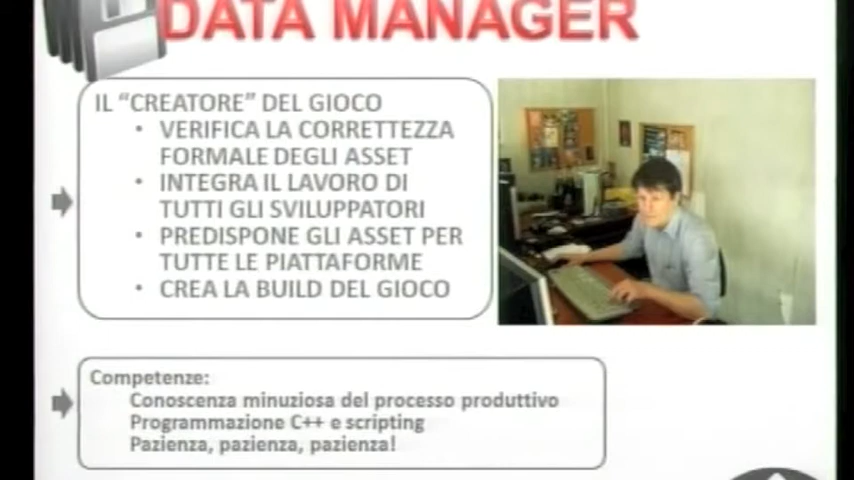 DATA MANAGER
IL “CREATORE” DEL GIOCO
• VERIFICA LA CORRETTEZZA
FORMALE DEGLI ASSET
• INTEGRA IL LAVORO DI
TUTTI GLI SVILUPPATORI
• PREDISPONE GLI ASSET PER
TUTTE LE PIATTAFORME
• CREA LA BUILD DEL GIOCO
Competenze:
Conoscenza minuziosa del processo produttivo
Programmazione C++ e scripting
Pazienza, pazienza, pazienza!